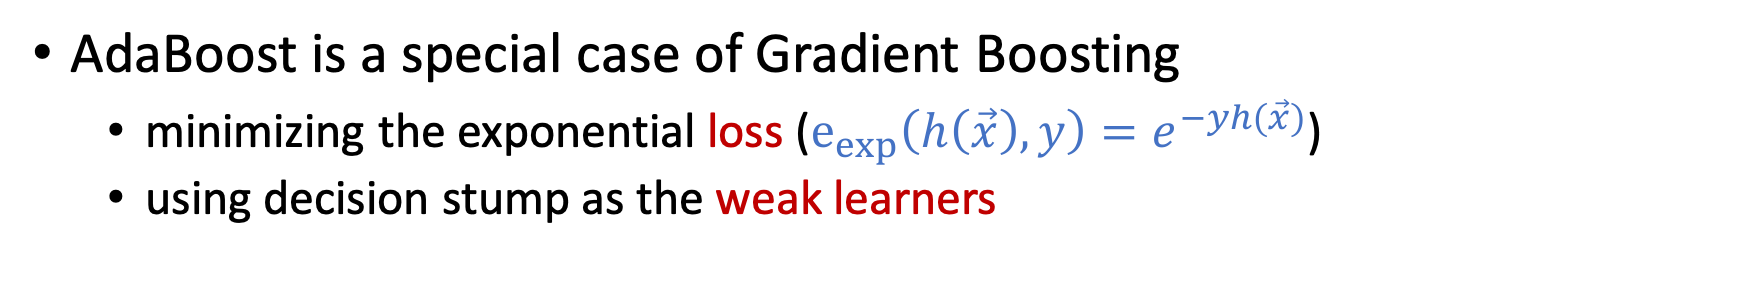 • AdaBoost is a special case of Gradient Boosting
• minimizing the exponential loss (e_exp(h(x⃗), y) = e^{−yh(x⃗)})
• using decision stump as the weak learners